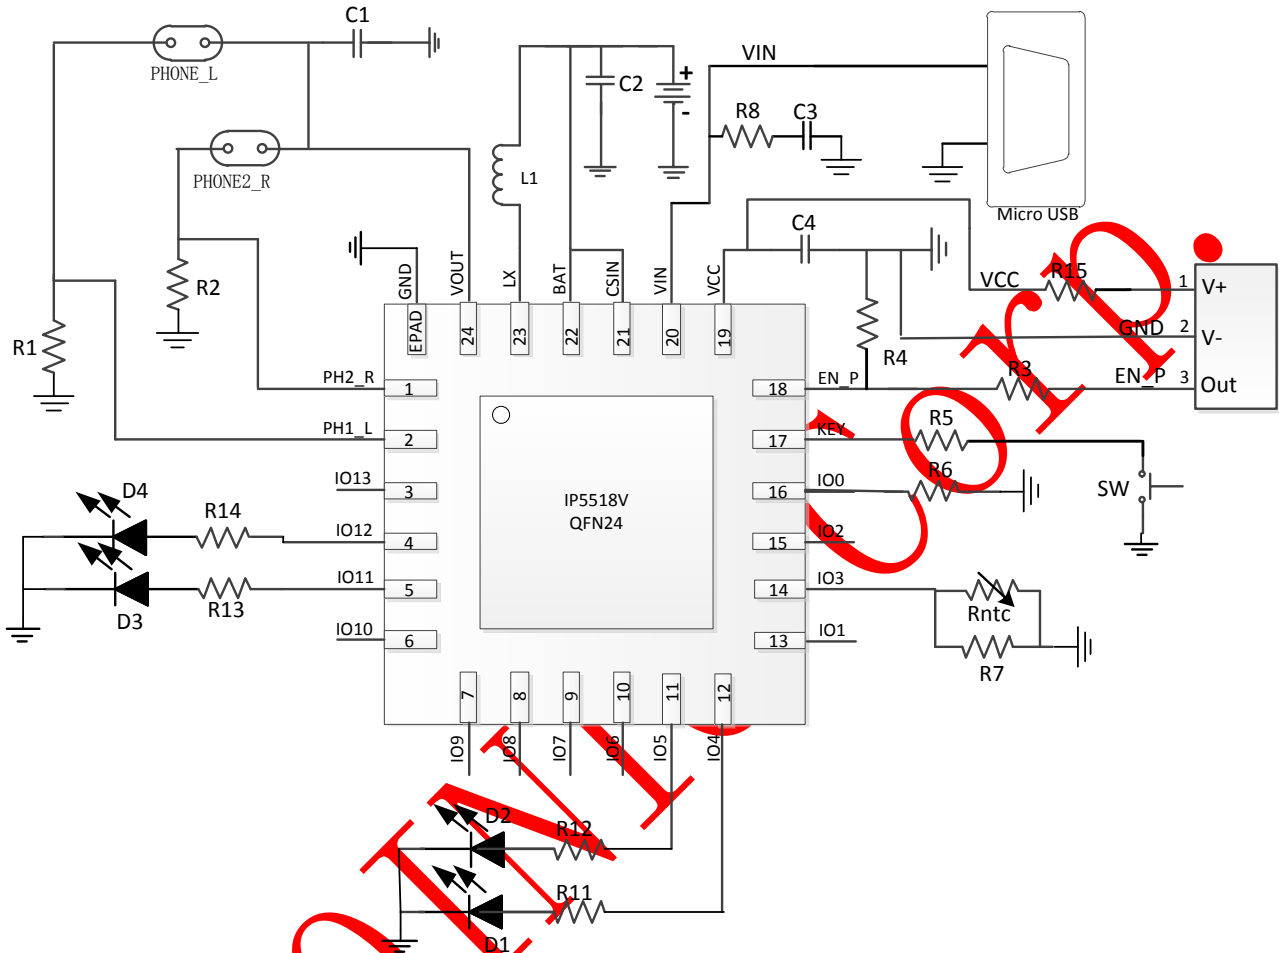 C1
PHONE_L
PHONE2_R
R1
R2
L1
C2
+
-
VIN
R8
C3
Micro USB
C4
VCC
R15
1
V+
GND
2
V-
R4
R3
EN_P
3
Out
GND
VOUT
LX
BAT
CSIN
VIN
VCC
EPAD
24
23
22
21
20
19
PH2_R
1
18
EN_P
PH1_L
2
17
KEY
R5
IO13
3
16
IO0
R6
SW
IP5518V
QFN24
D4
R14
IO12
4
15
IO2
IO11
5
14
IO3
Rntc
D3
R13
IO10
6
13
IO1
R7
7
8
9
10
11
12
IO9
IO8
IO7
IO6
IO5
IO4
D2
R12
R11
D1